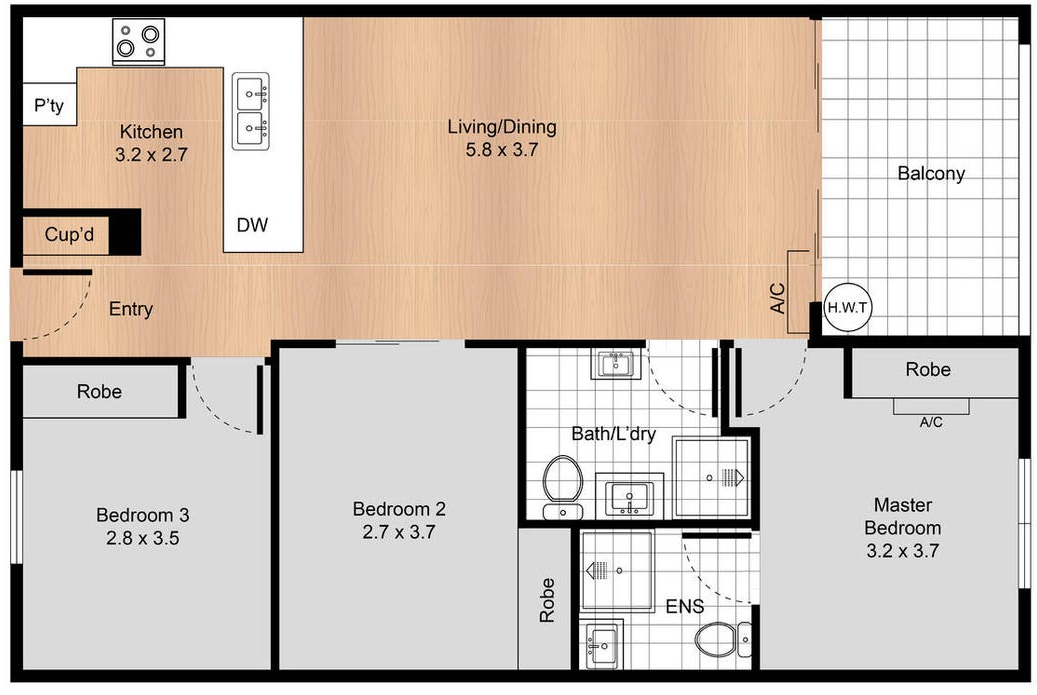 P'ty
Kitchen
3.2 x 2.7
Living/Dining
5.8 x 3.7
Balcony
Cup'd
DW
Entry
A/C
H.W.T
Robe
Robe
A/C
Bath/L'dry
Bedroom 3
2.8 x 3.5
Bedroom 2
2.7 x 3.7
Master
Bedroom
3.2 x 3.7
Robe
ENS